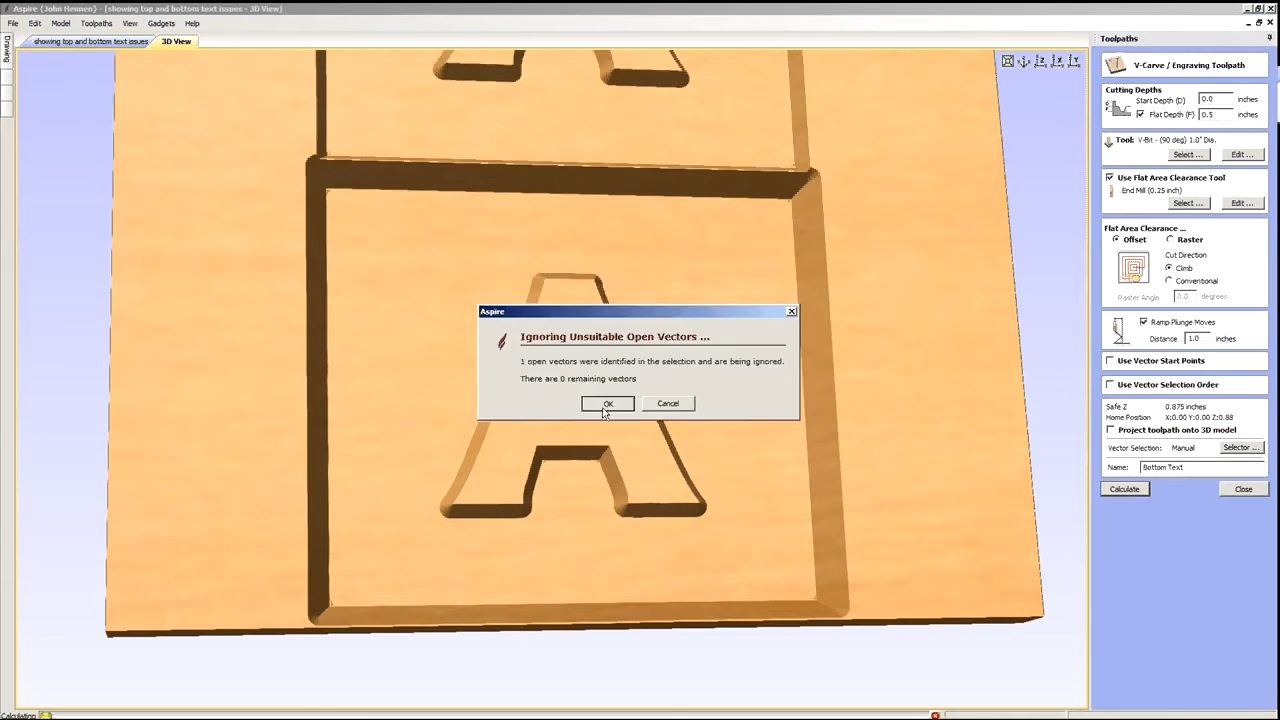 Aspire {John Hennen} - [showing top and bottom text issues - 3D View]
File Edit Model Toolpaths View Gadgets Help
showing top and bottom text issues 3D View
Drawing
Aspire
Ignoring Unsuitable Open Vectors ...
1 open vectors were identified in the selection and are being ignored.
There are 0 remaining vectors
OK Cancel
Toolpaths
V-Carve / Engraving Toolpath
Cutting Depths
Start Depth (D) 0.0 inches
Flat Depth (F) 0.5 inches
Tool: V-Bit - (90 deg) 1.0" Dia.
Select ... Edit ...
Use Flat Area Clearance Tool
End Mill (0.25 inch)
Select ... Edit ...
Flat Area Clearance ...
Offset Raster
Cut Direction
Climb
Conventional
Raster Angle 0.0 degrees
Ramp Plunge Moves
Distance 1.0 inches
Use Vector Start Points
Use Vector Selection Order
Safe Z 0.875 inches
Home Position X:0.00 Y:0.00 Z:0.88
Project toolpath onto 3D model
Vector Selection: Manual Selector ...
Name: Bottom Text
Calculate Close
Calculating